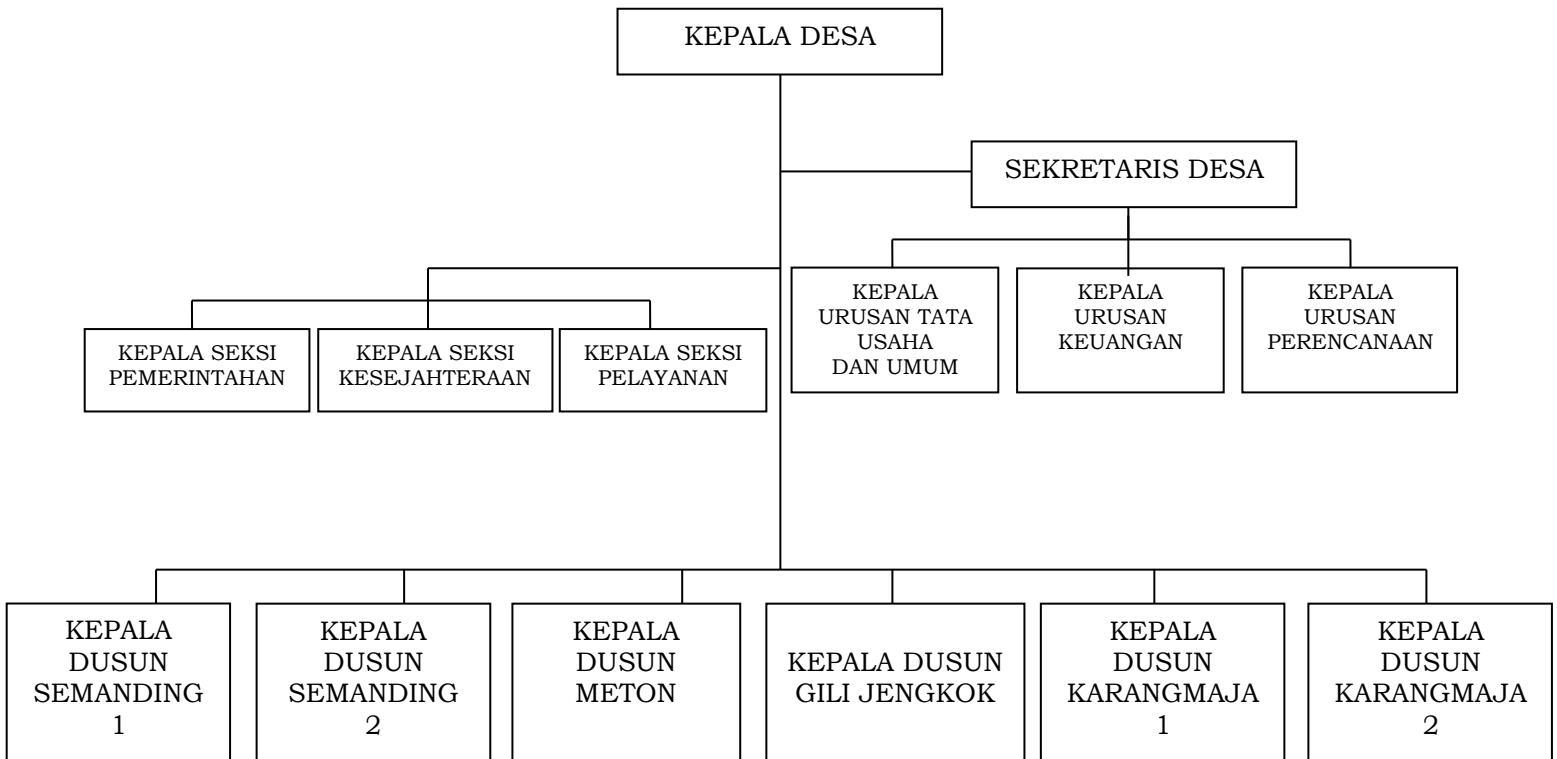 KEPALA DESA
SEKRETARIS DESA
KEPALA
URUSAN TATA
USAHA
DAN UMUM
KEPALA
URUSAN
KEUANGAN
KEPALA
URUSAN
PERENCANAAN
KEPALA SEKSI
PEMERINTAHAN
KEPALA SEKSI
KESEJAHTERAAN
KEPALA SEKSI
PELAYANAN
KEPALA
DUSUN
SEMANDING
1
KEPALA
DUSUN
SEMANDING
2
KEPALA
DUSUN
METON
KEPALA DUSUN
GILI JENGKOK
KEPALA
DUSUN
KARANGMAJA
1
KEPALA
DUSUN
KARANGMAJA
2